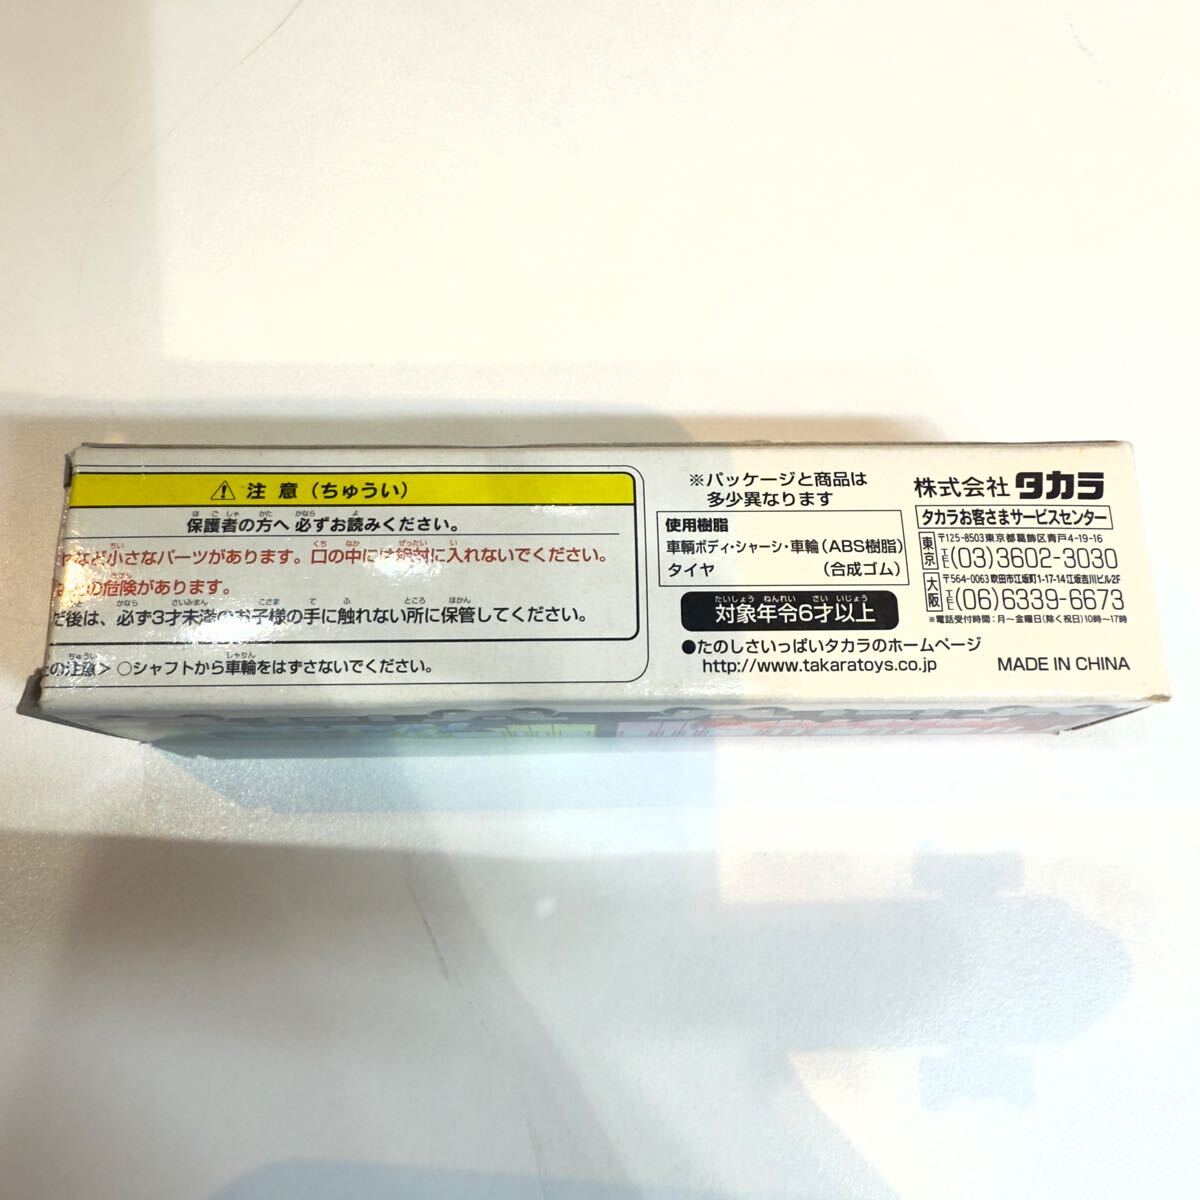 注意(ちゅうい)
保護者の方へ 必ずお読みください。
など小さなパーツがあります。口の中には絶対に入れないでください。
の危険があります。
だ後は、必ず3才未満のお子様の手に触れない所に保管してください。
の注意> ○シャフトから車輪をはずさないでください。
※パッケージと商品は
多少異なります
使用樹脂
車輌ボディ・シャーシ・車輪(ABS樹脂)
タイヤ (合成ゴム)
対象年令6才以上
●たのしさいっぱいタカラのホームページ
http://www.takaratoys.co.jp
株式会社 タカラ
タカラお客さまサービスセンター
東京 〒125-8503東京都葛飾区青戸4-19-16
TEL(03)3602-3030
大阪 〒564-0063吹田市江坂町1-17-14江坂吉川ビル2F
TEL(06)6339-6673
※電話受付時間:月〜金曜日(除く祝日)10時〜17時
MADE IN CHINA